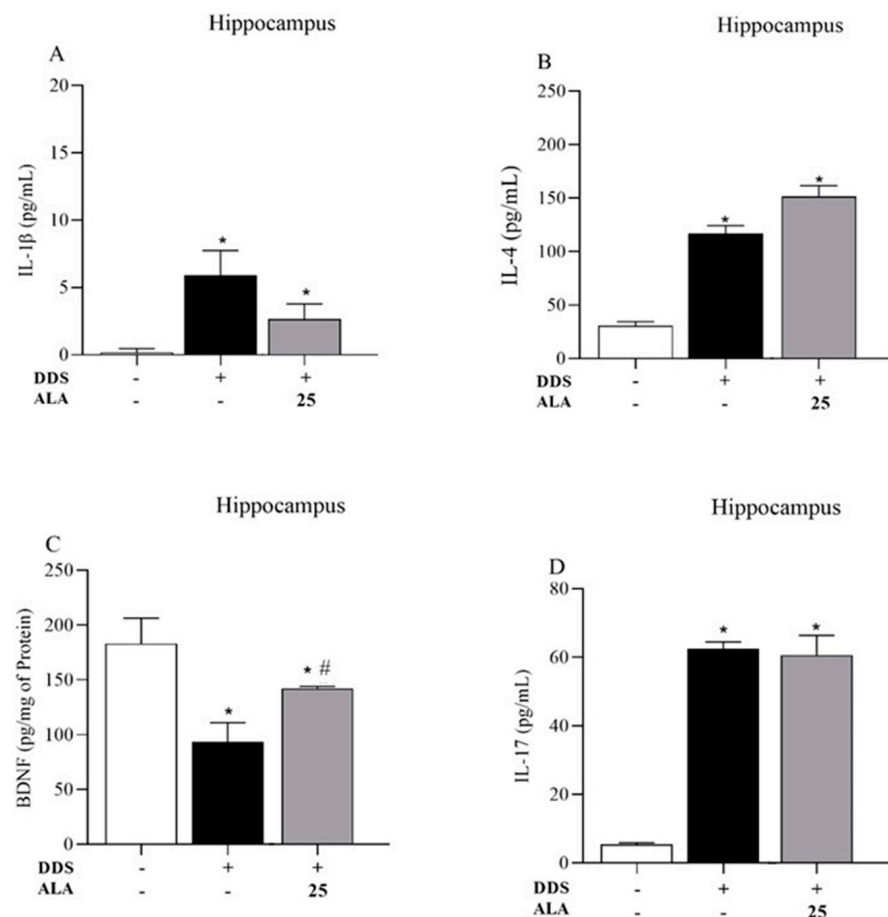 Hippocampus
A
20
15
10
5
0
IL-1β (pg/mL)
*
*
DDS - + +
ALA - - 25
Hippocampus
B
250
200
150
100
50
0
IL-4 (pg/mL)
*
*
DDS - + +
ALA - - 25
Hippocampus
C
250
200
150
100
50
0
BDNF (pg/mg of Protein)
*
* #
DDS - + +
ALA - - 25
Hippocampus
D
80
60
40
20
0
IL-17 (pg/mL)
*
*
DDS - + +
ALA - - 25